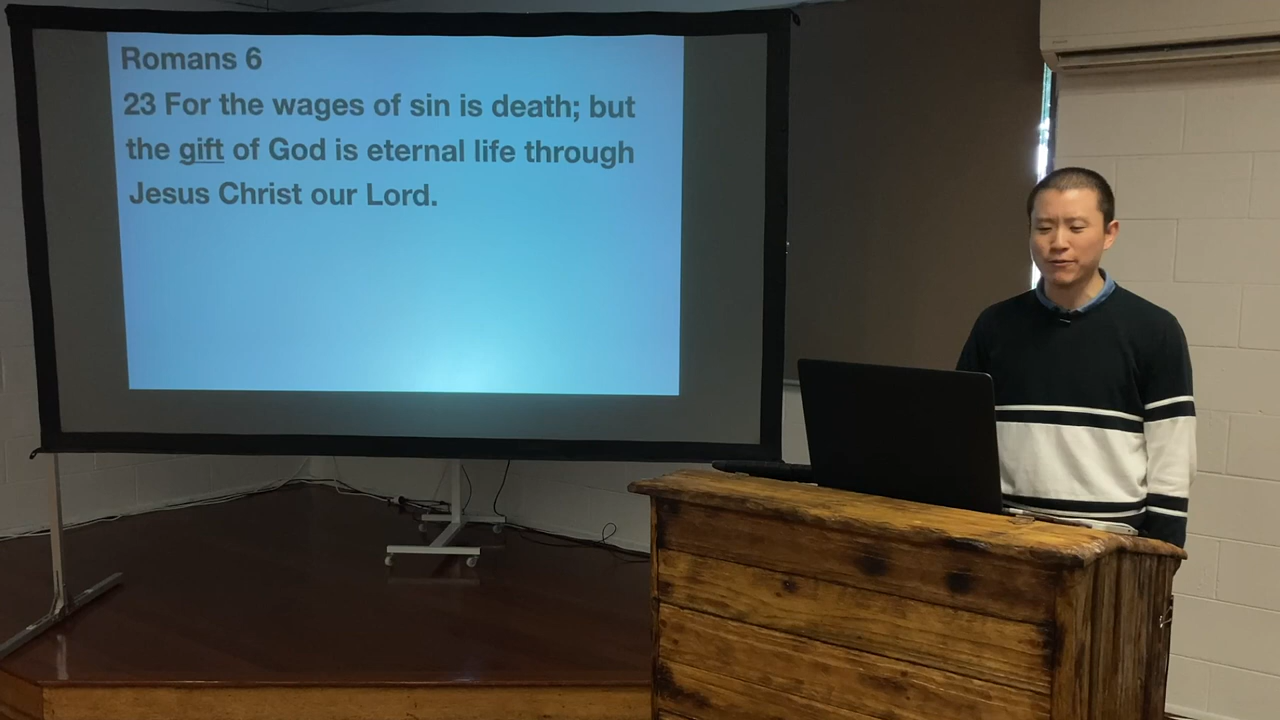 Romans 6
23 For the wages of sin is death; but
the gift of God is eternal life through
Jesus Christ our Lord.